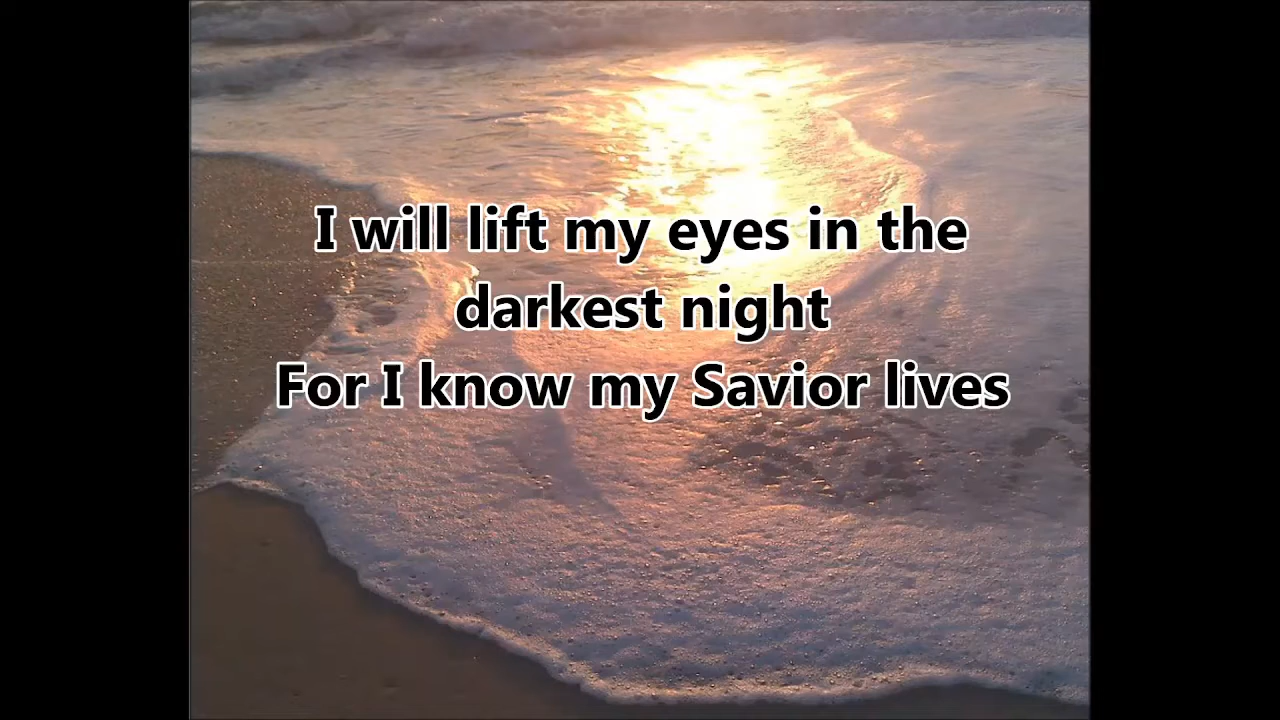 I will lift my eyes in the
darkest night
For I know my Savior lives